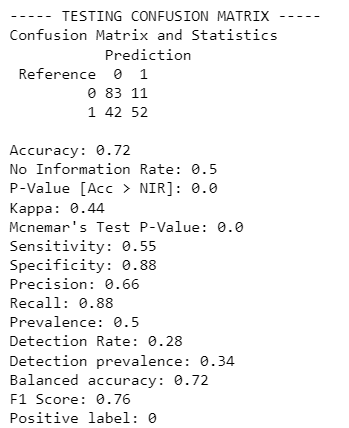 ----- TESTING CONFUSION MATRIX -----
Confusion Matrix and Statistics
Prediction
Reference 0 1
0 83 11
1 42 52
Accuracy: 0.72
No Information Rate: 0.5
P-Value [Acc > NIR]: 0.0
Kappa: 0.44
Mcnemar's Test P-Value: 0.0
Sensitivity: 0.55
Specificity: 0.88
Precision: 0.66
Recall: 0.88
Prevalence: 0.5
Detection Rate: 0.28
Detection prevalence: 0.34
Balanced accuracy: 0.72
F1 Score: 0.76
Positive label: 0